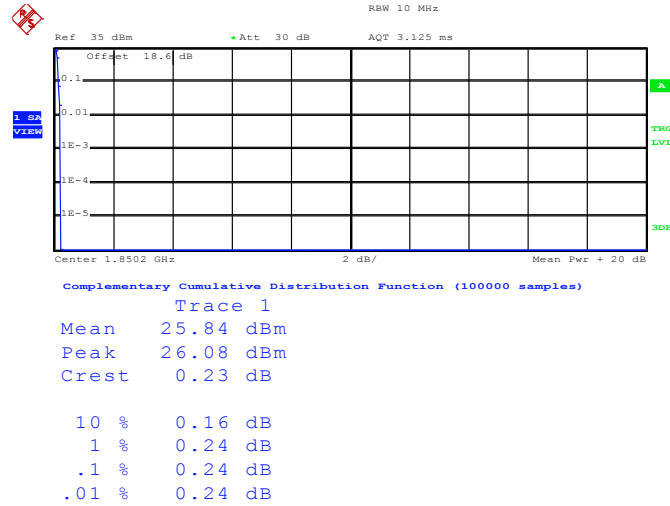 RBW 10 MHz
Ref 35 dBm * Att 30 dB AQT 3.125 ms
Offset 18.6 dB
0.1
A
0.01
1 SA
VIEW
TRG
LVL
1E-3
1E-4
1E-5
3DB
Center 1.8502 GHz 2 dB/ Mean Pwr + 20 dB
Complementary Cumulative Distribution Function (100000 samples)
Trace 1
Mean 25.84 dBm
Peak 26.08 dBm
Crest 0.23 dB
10 % 0.16 dB
1 % 0.24 dB
.1 % 0.24 dB
.01 % 0.24 dB